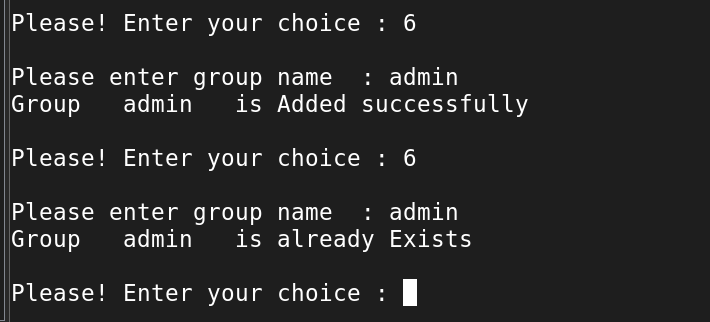 Please! Enter your choice : 6
Please enter group name  : admin
Group   admin   is Added successfully
Please! Enter your choice : 6
Please enter group name  : admin
Group   admin   is already Exists
Please! Enter your choice :